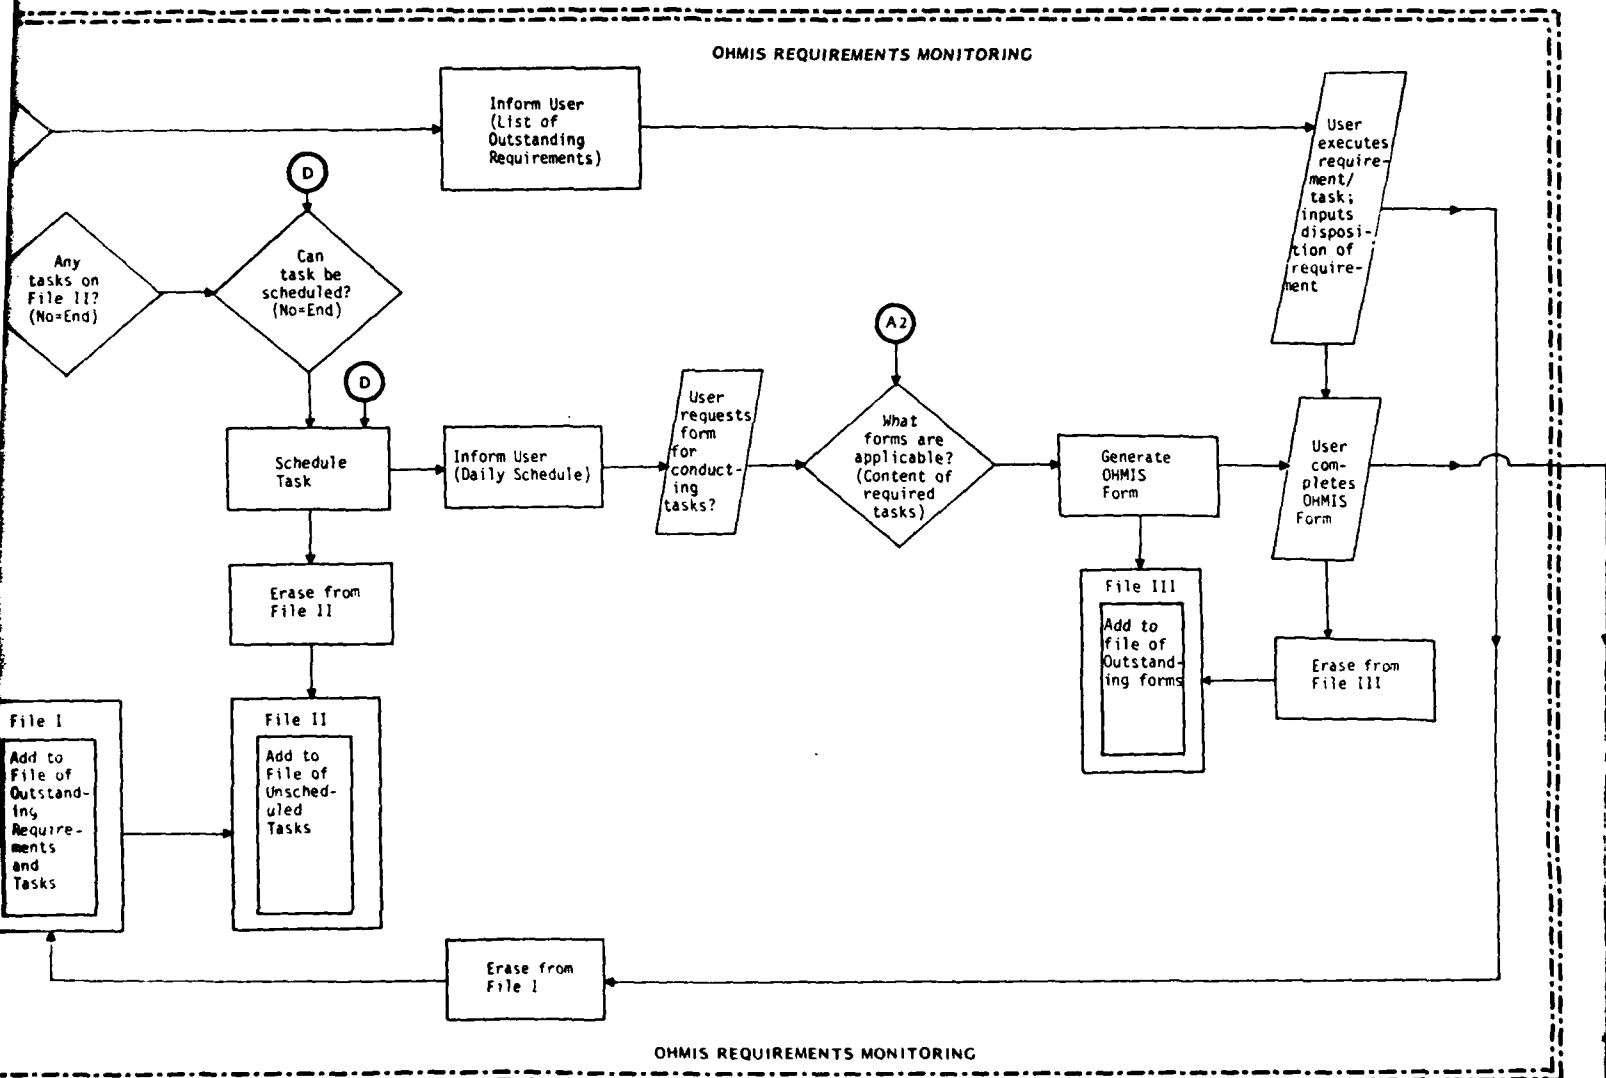 OHMIS REQUIREMENTS MONITORING
Inform User
(List of
Outstanding
Requirements)
User
executes
require-
ment/
task;
inputs
disposi-
tion of
require-
ment
D
Any
tasks on
File II?
(No=End)
Can
task be
scheduled?
(No=End)
A2
D
Schedule
Task
Inform User
(Daily Schedule)
User
requests
form
for
conduct-
ing
tasks?
What
forms are
applicable?
(Content of
required
tasks)
Generate
OHMIS
Form
User
com-
pletes
OHMIS
Form
Erase from
File II
File III
Add to
file of
Outstand-
ing forms
Erase from
File III
File I
Add to
File of
Outstand-
ing
Require-
ments
and
Tasks
File II
Add to
File of
Unsched-
uled
Tasks
Erase from
File I
OHMIS REQUIREMENTS MONITORING